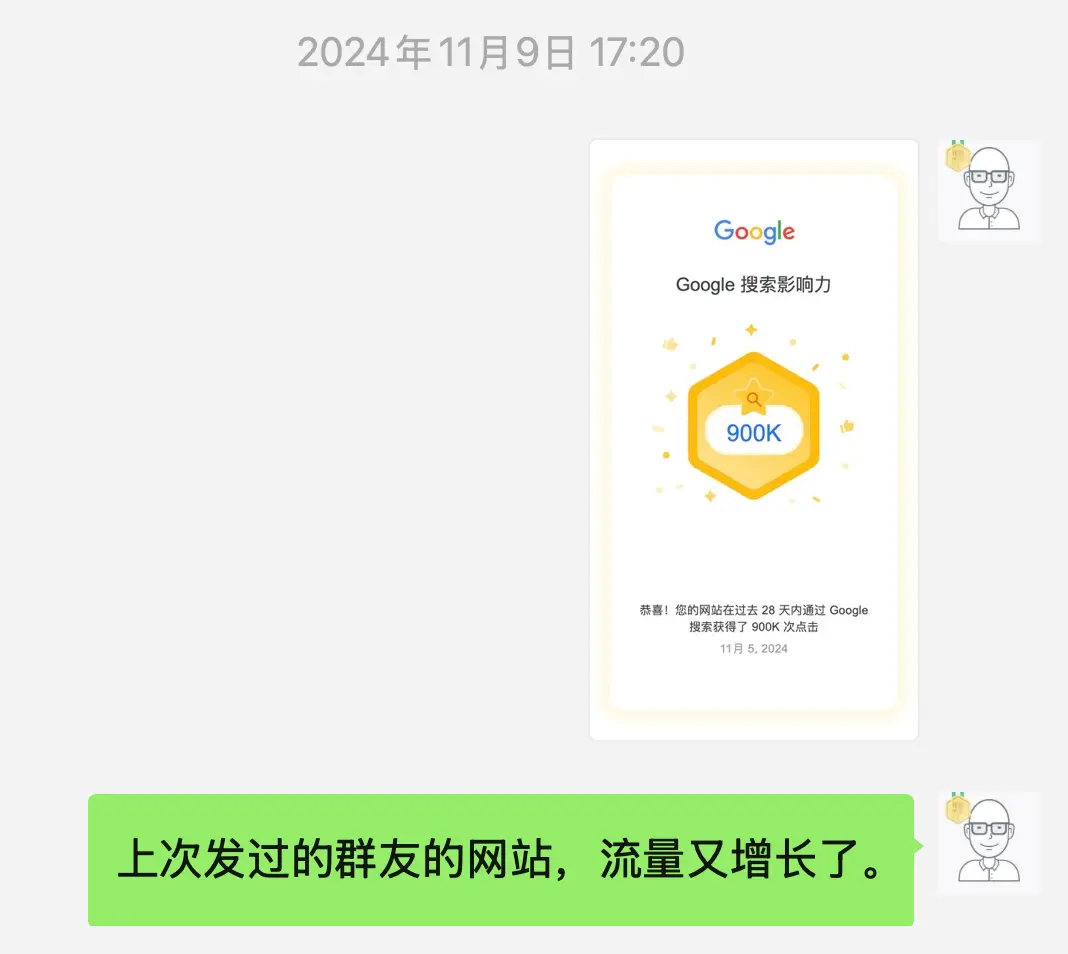 2024年11月9日 17:20
Google
Google 搜索影响力
900K
恭喜！您的网站在过去 28 天内通过 Google
搜索获得了 900K 次点击
11月 5, 2024
上次发过的群友的网站，流量又增长了。